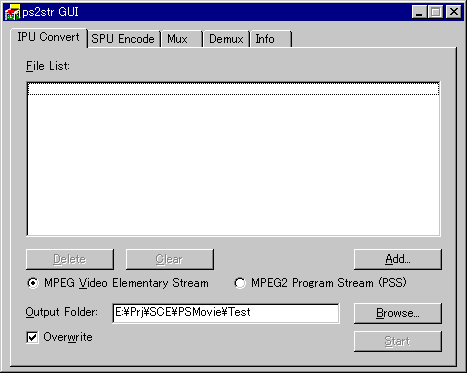 ps2str GUI
IPU Convert SPU Encode Mux Demux Info
File List:
Delete Clear Add...
MPEG Video Elementary Stream MPEG2 Program Stream (PSS)
Output Folder: E:¥Prj¥SCE¥PSMovie¥Test Browse...
Overwrite Start